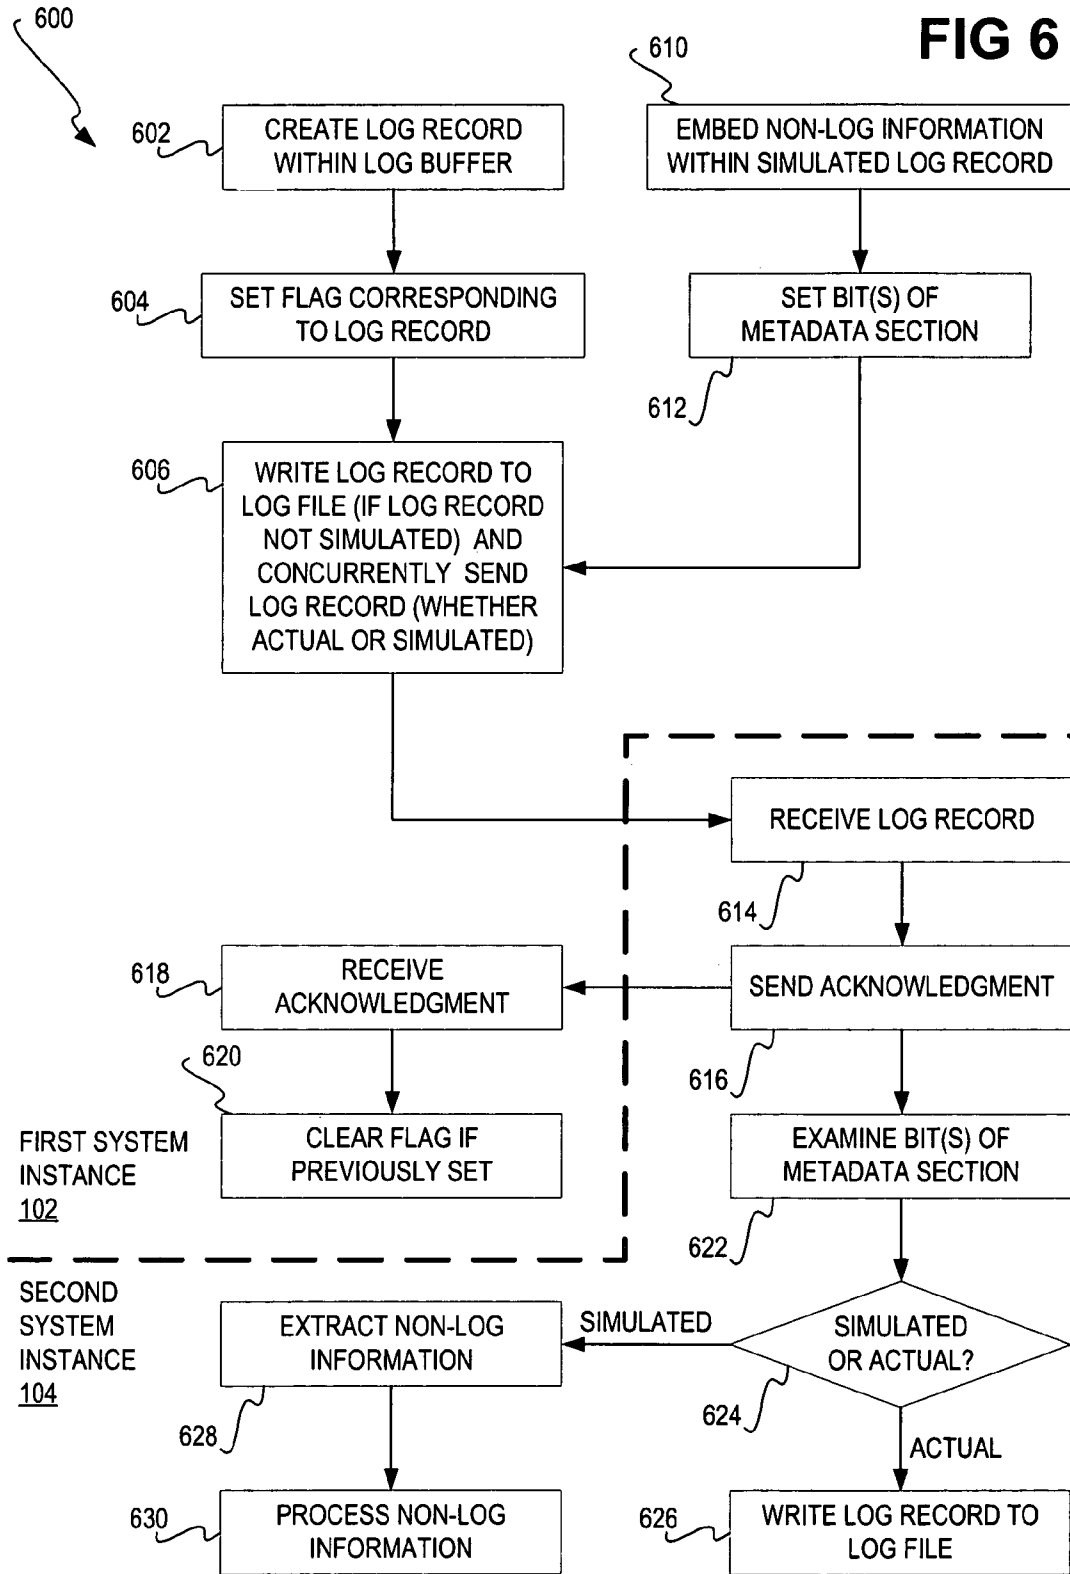 600
FIG 6
610
602
CREATE LOG RECORD
WITHIN LOG BUFFER
EMBED NON-LOG INFORMATION
WITHIN SIMULATED LOG RECORD
604
SET FLAG CORRESPONDING
TO LOG RECORD
SET BIT(S) OF
METADATA SECTION
612
606
WRITE LOG RECORD TO
LOG FILE (IF LOG RECORD
NOT SIMULATED) AND
CONCURRENTLY SEND
LOG RECORD (WHETHER
ACTUAL OR SIMULATED)
RECEIVE LOG RECORD
614
618
RECEIVE
ACKNOWLEDGMENT
SEND ACKNOWLEDGMENT
616
620
CLEAR FLAG IF
PREVIOUSLY SET
EXAMINE BIT(S) OF
METADATA SECTION
622
FIRST SYSTEM
INSTANCE
102
SECOND
SYSTEM
INSTANCE
104
EXTRACT NON-LOG
INFORMATION
628
SIMULATED
SIMULATED
OR ACTUAL?
624
ACTUAL
630
PROCESS NON-LOG
INFORMATION
626
WRITE LOG RECORD TO
LOG FILE